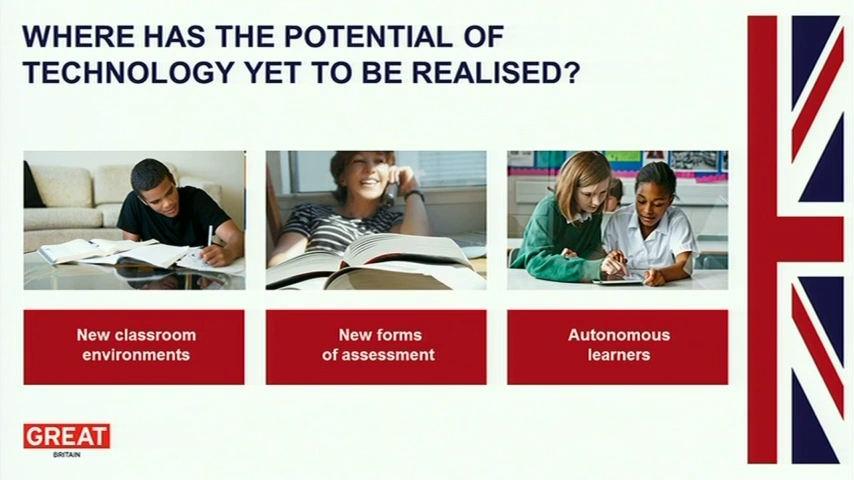 WHERE HAS THE POTENTIAL OF
TECHNOLOGY YET TO BE REALISED?
New classroom
environments
New forms
of assessment
Autonomous
learners
GREAT
BRITAIN